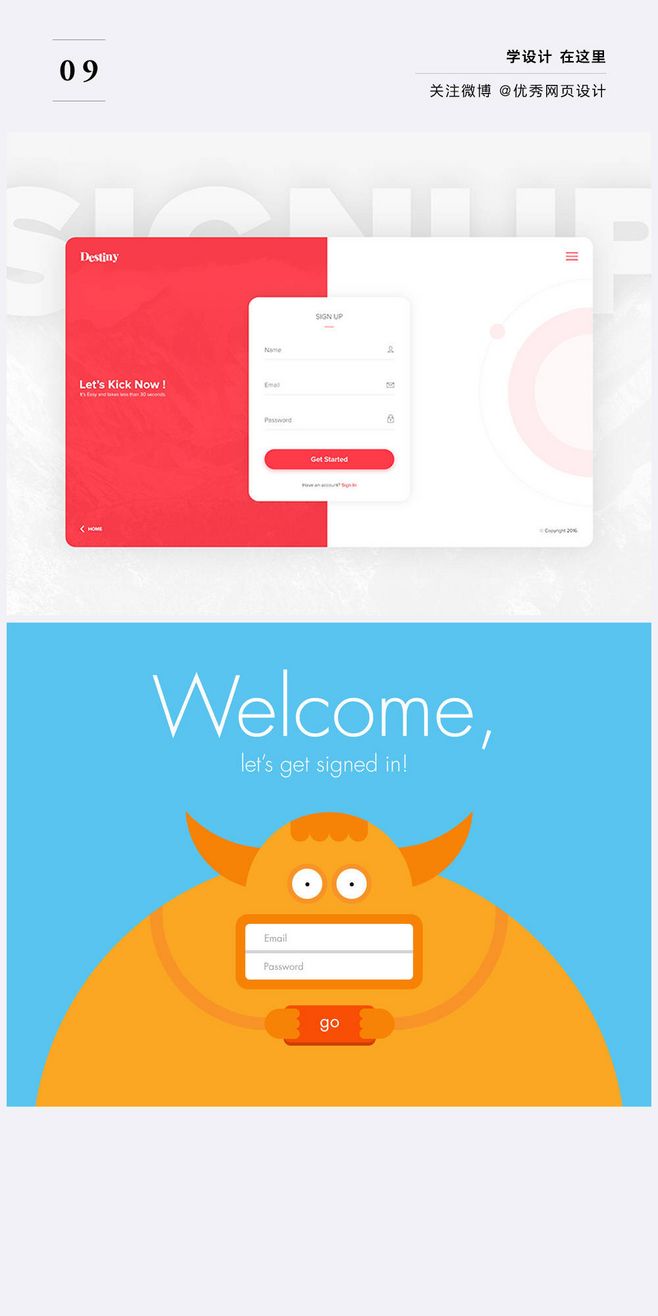 09
学设计 在这里
关注微博 @优秀网页设计
SIGNUP
Destiny
SIGN UP
Name
Let's Kick Now !
It's Easy and takes less than 30 seconds.
Email
Password
Get Started
Have an account? Sign In
HOME
© Copyright 2016
Welcome,
let's get signed in!
Email
Password
go